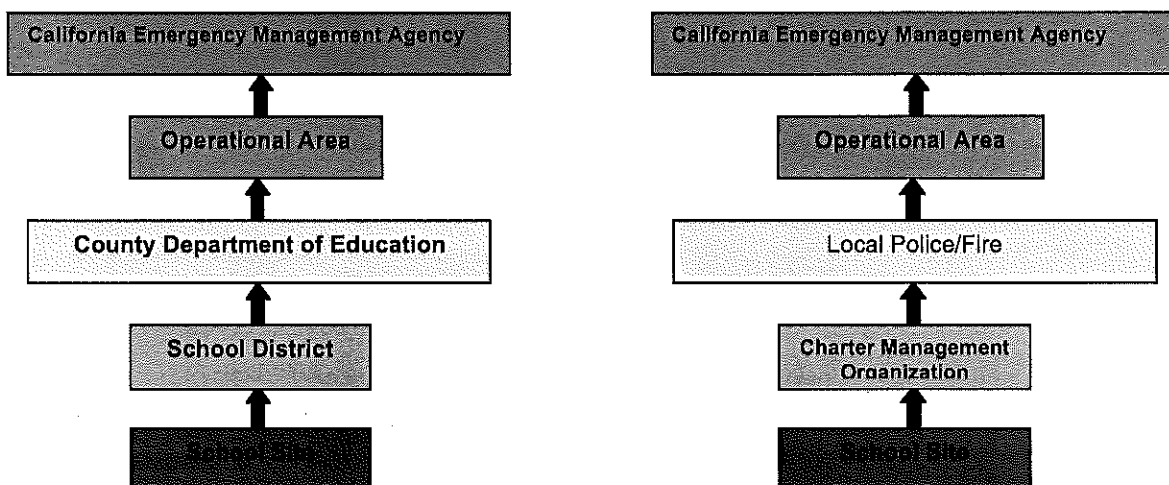 California Emergency Management Agency
Operational Area
County Department of Education
School District
School Site
California Emergency Management Agency
Operational Area
Local Police/Fire
Charter Management
Organization
School Site